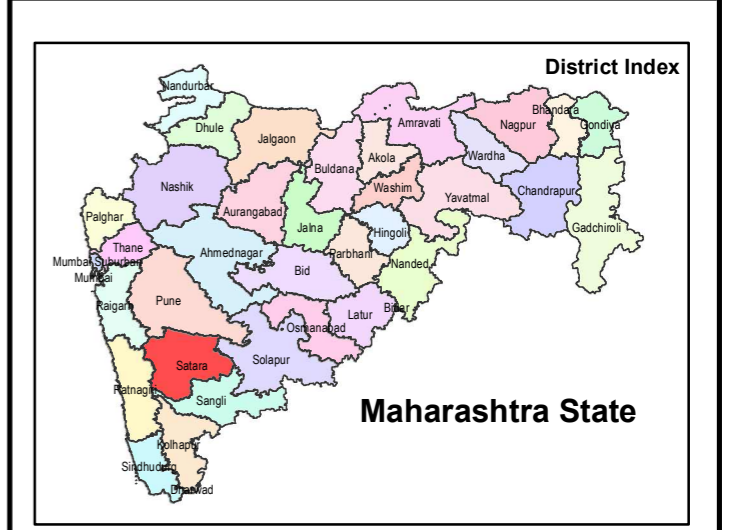 District Index
Nandurbar
Bhandara
Dhule
Amravati
Nagpur
Gondiya
Jalgaon
Akola
Wardha
Buldana
Nashik
Washim
Chandrapur
Yavatmal
Aurangabad
Palghar
Jalna
Gadchiroli
Hingoli
Thane
Ahmednagar
Parbhani
Mumbai Suburban
Nanded
Bid
Mumbai
Pune
Raigarh
Bidar
Latur
Osmanabad
Satara
Solapur
Ratnagiri
Sangli
Maharashtra State
Kolhapur
Sindhudurg
Dharwad